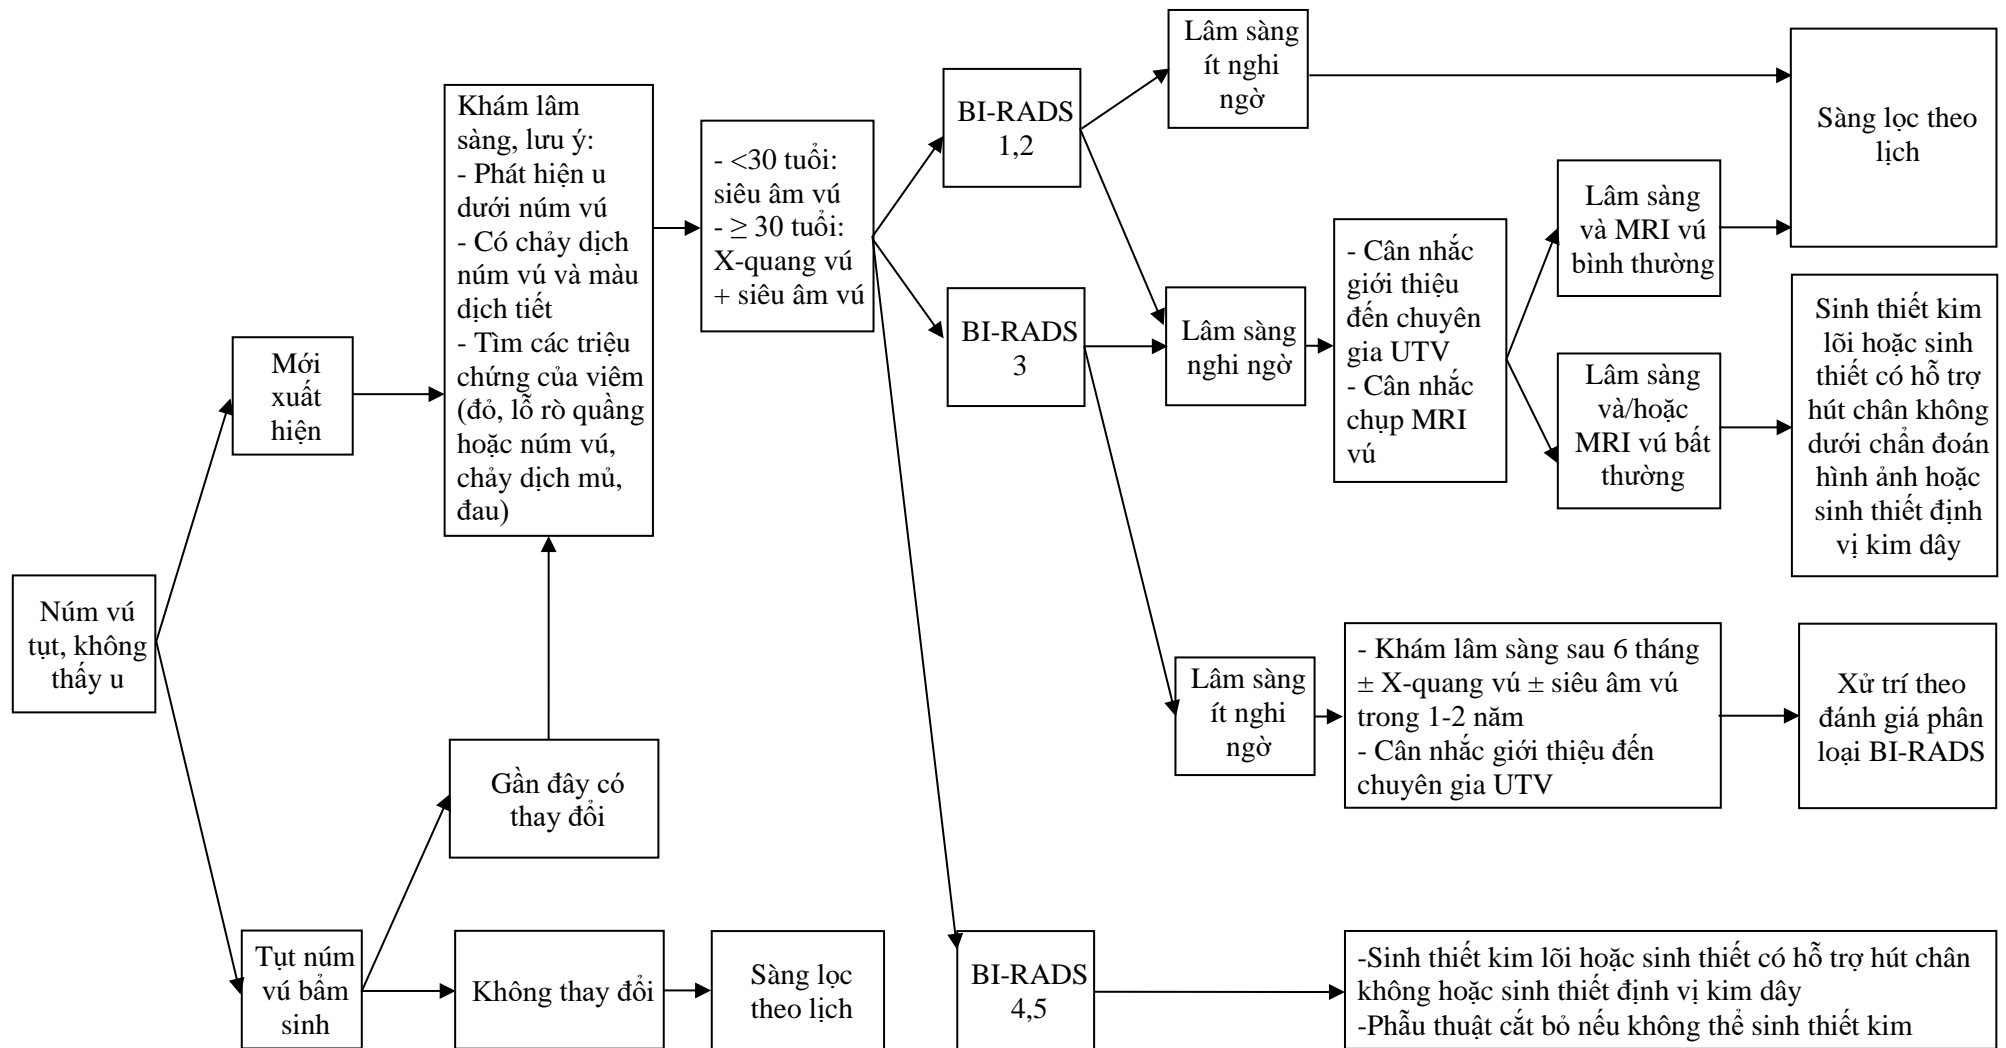 Núm vú
tụt, không
thấy u
Mới
xuất
hiện
Tụt núm
vú bẩm
sinh
Gần đây có
thay đổi
Không thay đổi
Sàng lọc
theo lịch
Khám lâm
sàng, lưu ý:
- Phát hiện u
dưới núm vú
- Có chảy dịch
núm vú và màu
dịch tiết
- Tìm các triệu
chứng của viêm
(đỏ, lỗ rò quầng
hoặc núm vú,
chảy dịch mủ,
đau)
- <30 tuổi:
siêu âm vú
- ≥ 30 tuổi:
X-quang vú
+ siêu âm vú
BI-RADS
1,2
BI-RADS
3
BI-RADS
4,5
Lâm sàng
ít nghi
ngờ
Lâm sàng
nghi ngờ
Lâm sàng
ít nghi
ngờ
- Cân nhắc
giới thiệu
đến chuyên
gia UTV
- Cân nhắc
chụp MRI
vú
Lâm sàng
và MRI vú
bình thường
Lâm sàng
và/hoặc
MRI vú bất
thường
Sàng lọc theo
lịch
Sinh thiết kim
lõi hoặc sinh
thiết có hỗ trợ
hút chân không
dưới chẩn đoán
hình ảnh hoặc
sinh thiết định
vị kim dây
- Khám lâm sàng sau 6 tháng
± X-quang vú ± siêu âm vú
trong 1-2 năm
- Cân nhắc giới thiệu đến
chuyên gia UTV
Xử trí theo
đánh giá phân
loại BI-RADS
-Sinh thiết kim lõi hoặc sinh thiết có hỗ trợ hút chân
không hoặc sinh thiết định vị kim dây
-Phẫu thuật cắt bỏ nếu không thể sinh thiết kim